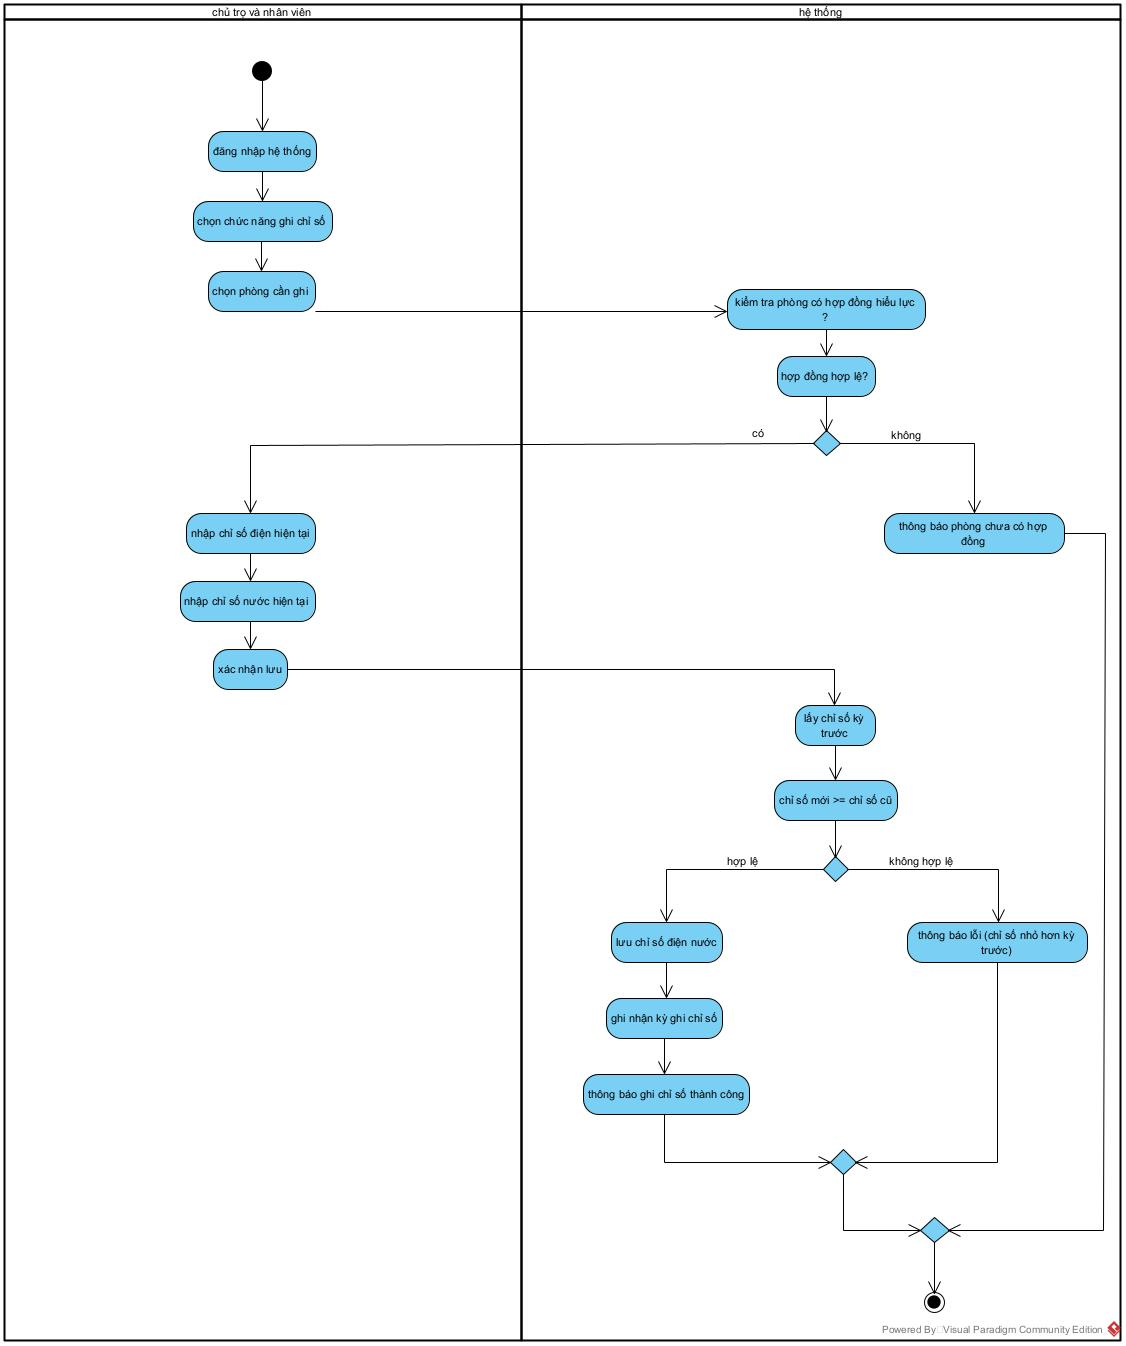 chủ trọ và nhân viên
hệ thống
đăng nhập hệ thống
chọn chức năng ghi chỉ số
chọn phòng cần ghi
kiểm tra phòng có hợp đồng hiểu lực
?
hợp đồng hợp lệ?
có
không
nhập chỉ số điện hiện tại
thông báo phòng chưa có hợp
đồng
nhập chỉ số nước hiện tại
xác nhận lưu
lấy chỉ số kỳ
trước
chỉ số mới >= chỉ số cũ
hợp lệ
không hợp lệ
lưu chỉ số điện nước
thông báo lỗi (chỉ số nhỏ hơn kỳ
trước)
ghi nhận kỳ ghi chỉ số
thông báo ghi chỉ số thành công
Powered By Visual Paradigm Community Edition